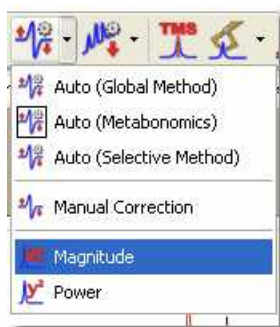 TMS
Auto (Global Method)
Auto (Metabonomics)
Auto (Selective Method)
Manual Correction
Magnitude
Power